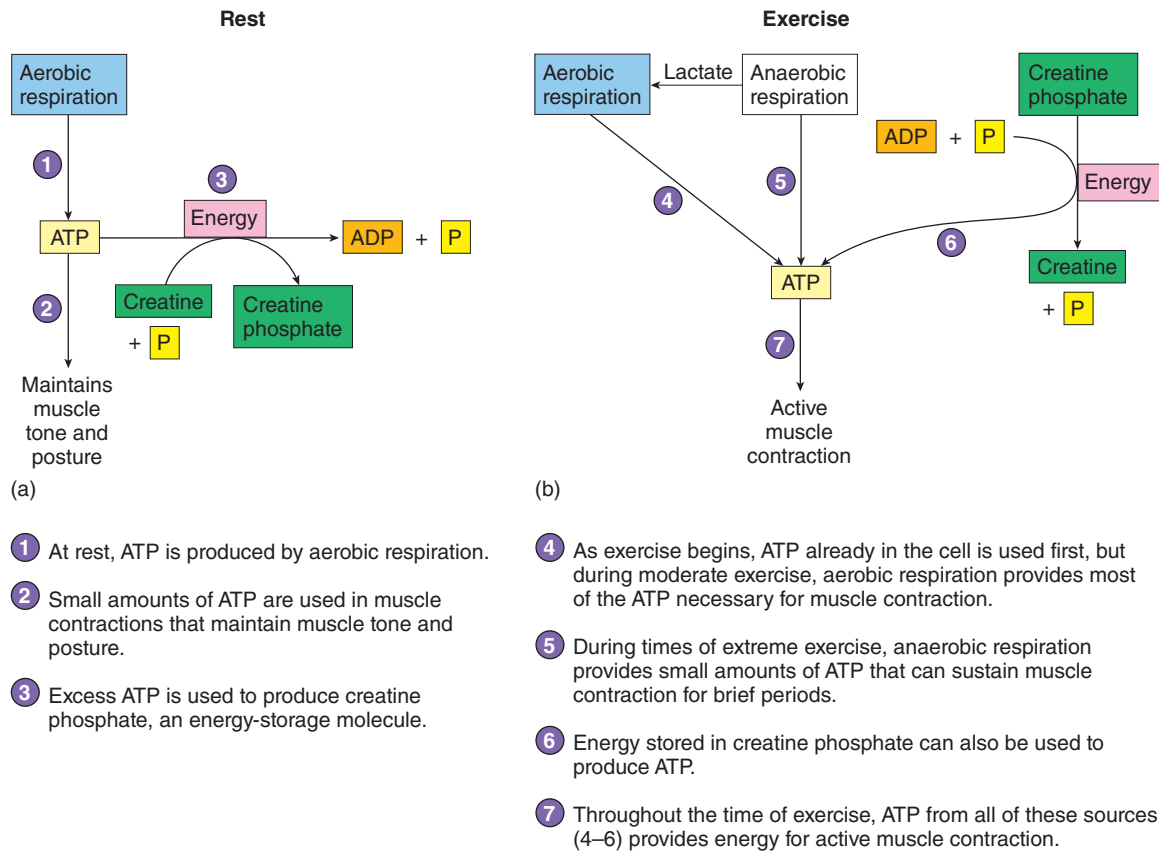 Rest
Aerobic
respiration
1
3
Energy
ATP
ADP + P
2
Creatine
+ P
Creatine
phosphate
Maintains
muscle
tone and
posture
(a)
1 At rest, ATP is produced by aerobic respiration.
2 Small amounts of ATP are used in muscle
contractions that maintain muscle tone and
posture.
3 Excess ATP is used to produce creatine
phosphate, an energy-storage molecule.
Exercise
Aerobic
respiration
Lactate
Anaerobic
respiration
Creatine
phosphate
ADP + P
Energy
4
5
6
ATP
Creatine
+ P
7
Active
muscle
contraction
(b)
4 As exercise begins, ATP already in the cell is used first, but
during moderate exercise, aerobic respiration provides most
of the ATP necessary for muscle contraction.
5 During times of extreme exercise, anaerobic respiration
provides small amounts of ATP that can sustain muscle
contraction for brief periods.
6 Energy stored in creatine phosphate can also be used to
produce ATP.
7 Throughout the time of exercise, ATP from all of these sources
(4–6) provides energy for active muscle contraction.